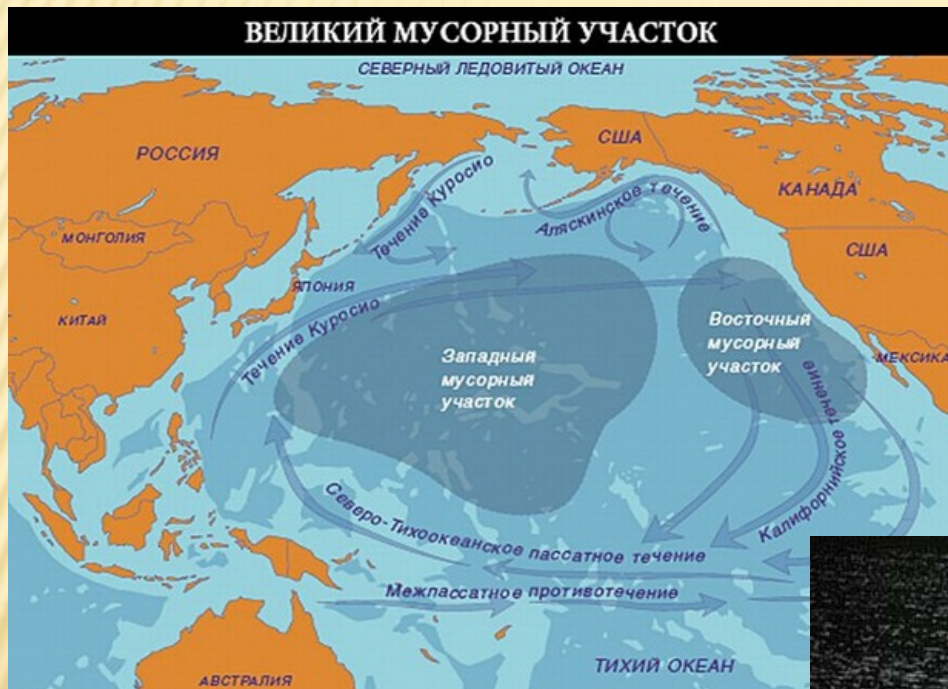 ВЕЛИКИЙ МУСОРНЫЙ УЧАСТОК
СЕВЕРНЫЙ ЛЕДОВИТЫЙ ОКЕАН
РОССИЯ
США
КАНАДА
Течение Куросио
Аляскинское течение
МОНГОЛИЯ
США
ЯПОНИЯ
КИТАЙ
Течение Куросио
Западный
мусорный
участок
Восточный
мусорный
участок
МЕКСИКА
Калифорнийское течение
Северо-Тихоокеанское пассатное течение
Межпассатное противотечение
ТИХИЙ ОКЕАН
АВСТРАЛИЯ